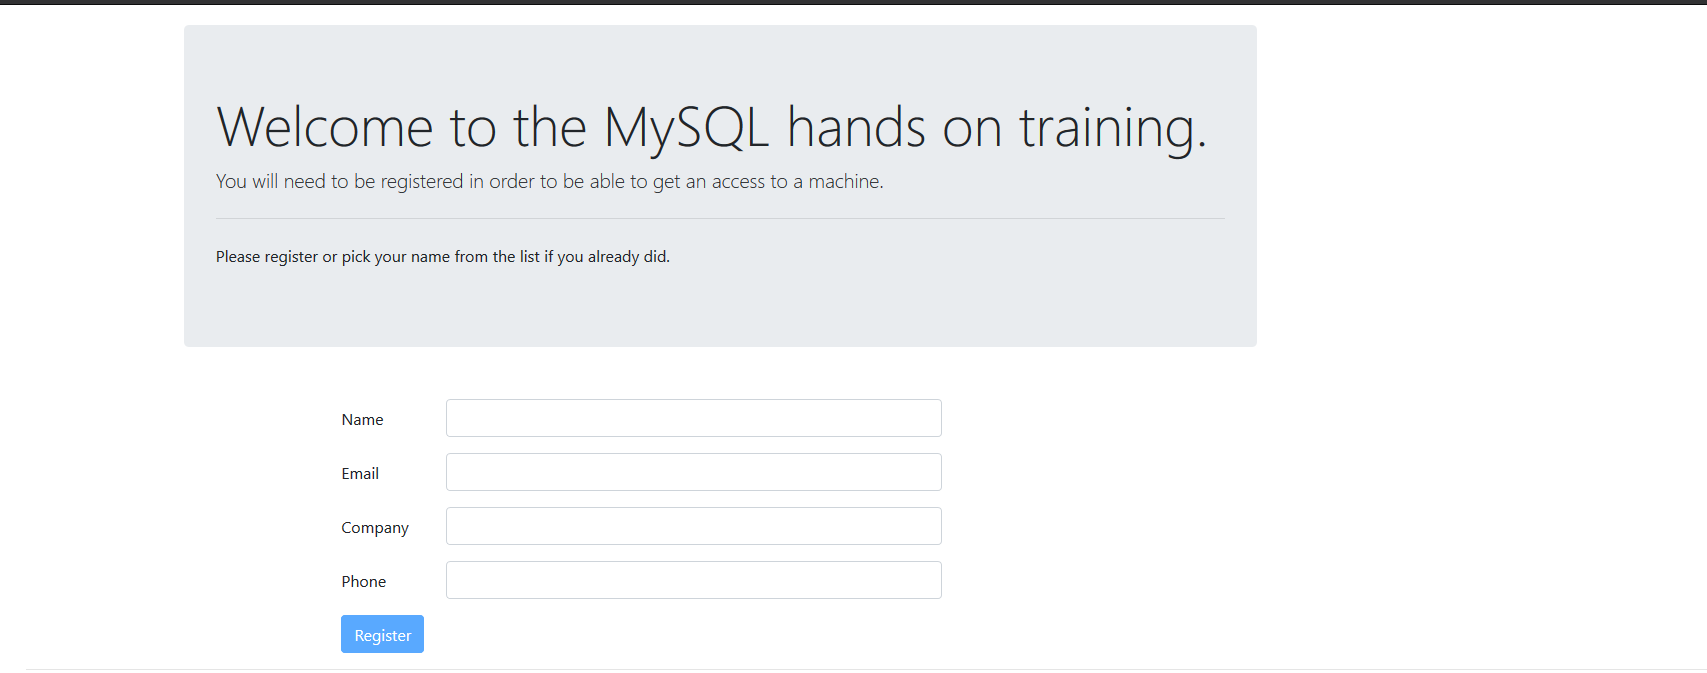 Welcome to the MySQL hands on training.
You will need to be registered in order to be able to get an access to a machine.
Please register or pick your name from the list if you already did.
Name
Email
Company
Phone
Register